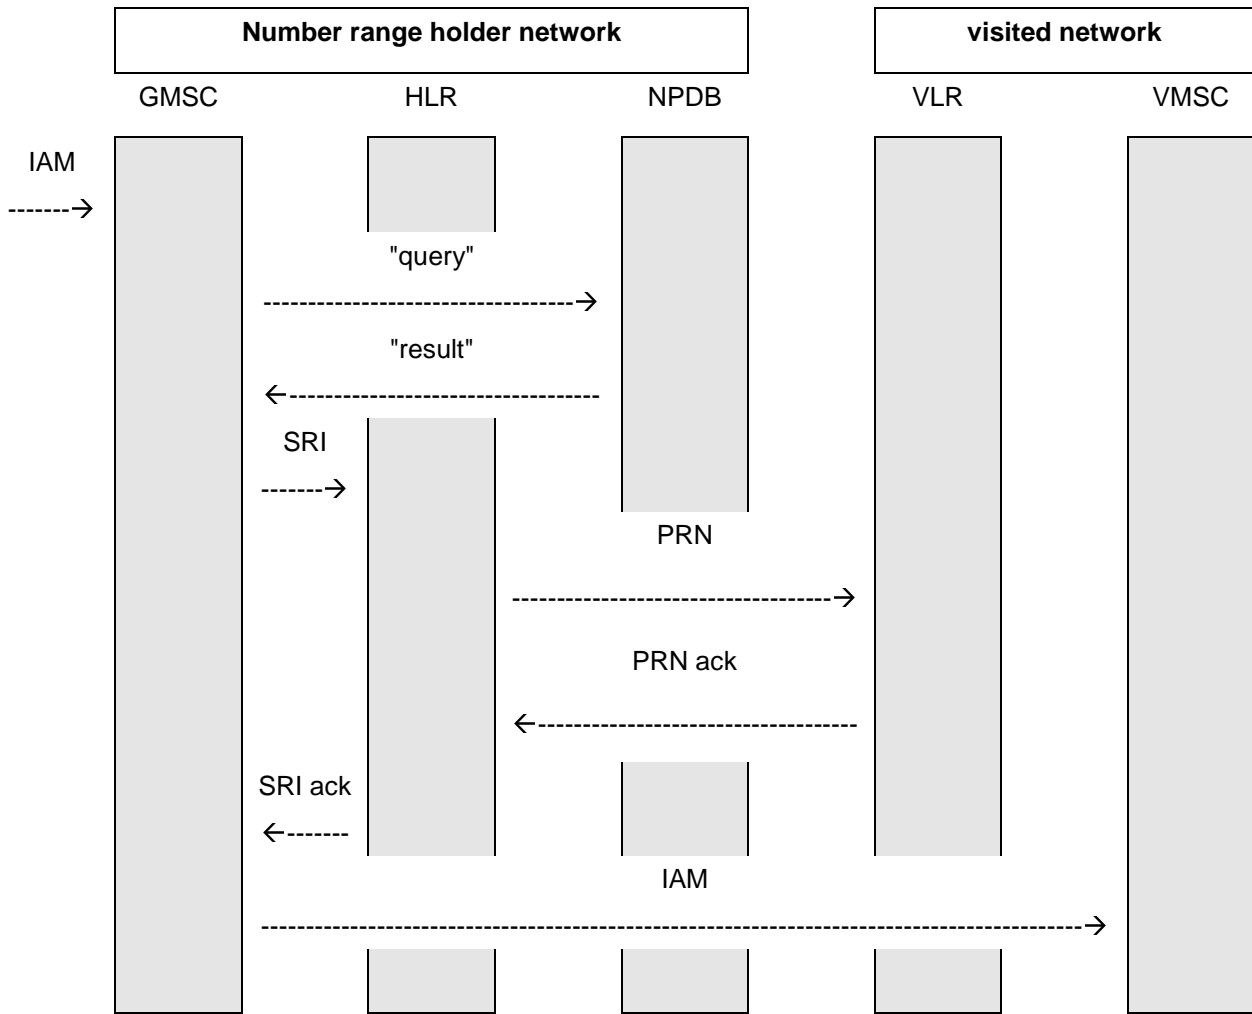 Number range holder network
visited network
GMSC HLR NPDB VLR VMSC
IAM
"query"
"result"
SRI
PRN
PRN ack
SRI ack
IAM